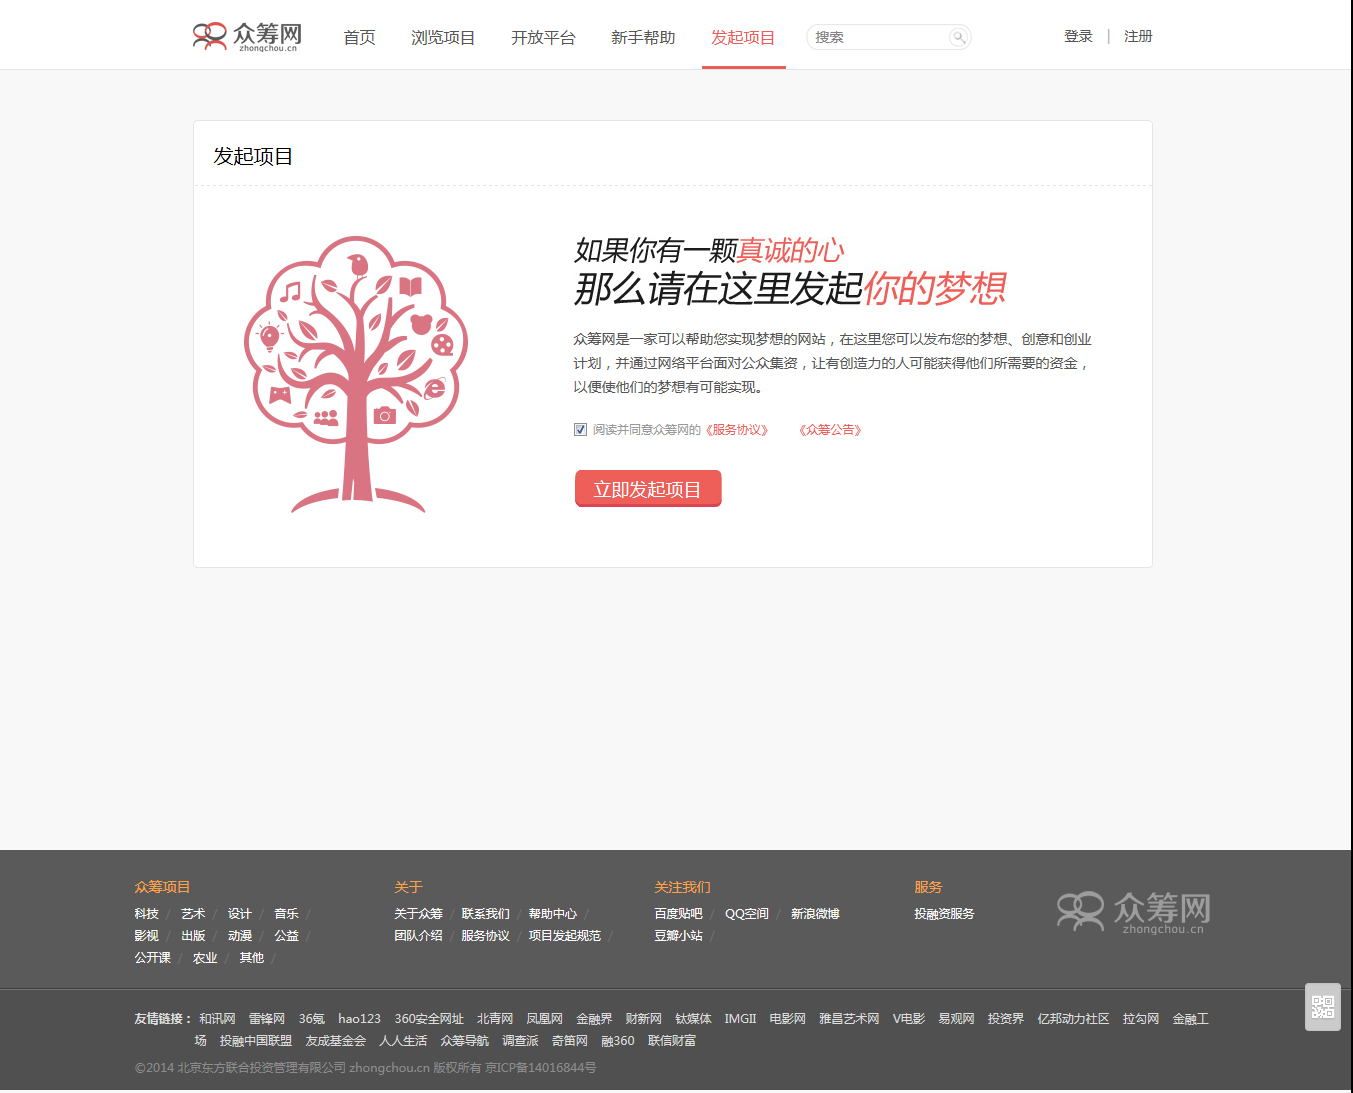 众筹网
zhongchou.cn
首页 浏览项目 开放平台 新手帮助 发起项目 搜索 登录 | 注册
发起项目
如果你有一颗真诚的心
那么请在这里发起你的梦想
众筹网是一家可以帮助您实现梦想的网站，在这里您可以发布您的梦想、创意和创业
计划，并通过网络平台面对公众集资，让有创造力的人可能获得他们所需要的资金，
以便使他们的梦想有可能实现。
阅读并同意众筹网的《服务协议》 《众筹公告》
立即发起项目
众筹项目
科技 / 艺术 / 设计 / 音乐 /
影视 / 出版 / 动漫 / 公益 /
公开课 / 农业 / 其他 /
关于
关于众筹 / 联系我们 / 帮助中心 /
团队介绍 / 服务协议 / 项目发起规范 /
关注我们
百度贴吧 / QQ空间 / 新浪微博
豆瓣小站 /
服务
投融资服务
众筹网
zhongchou.cn
友情链接： 和讯网 雷锋网 36氪 hao123 360安全网址 北青网 凤凰网 金融界 财新网 钛媒体 IMGII 电影网 雅昌艺术网 V电影 易观网 投资界 亿邦动力社区 拉勾网 金融工
场 投融中国联盟 友成基金会 人人生活 众筹导航 调查派 奇笛网 融360 联信财富
©2014 北京东方联合投资管理有限公司 zhongchou.cn 版权所有 京ICP备14016844号